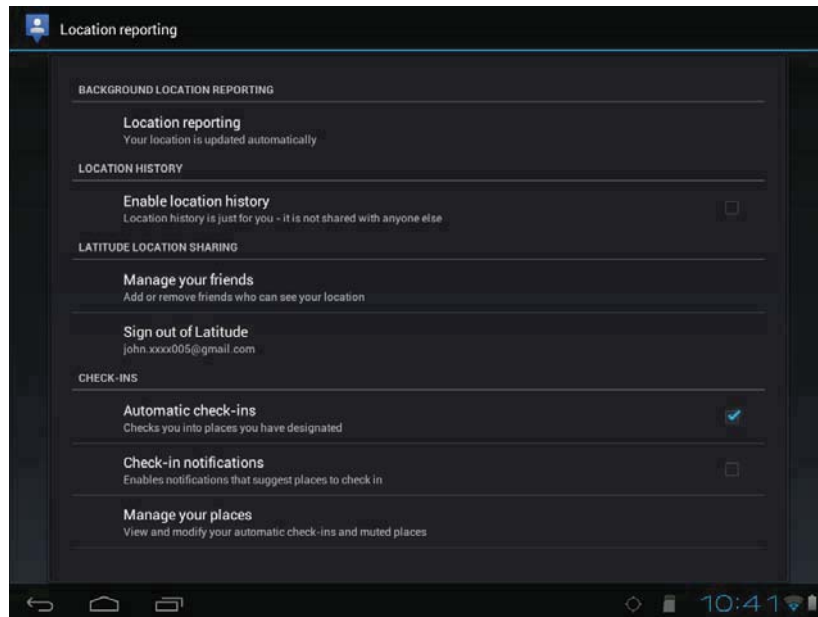 Location reporting
BACKGROUND LOCATION REPORTING
Location reporting
Your location is updated automatically
LOCATION HISTORY
Enable location history
Location history is just for you - it is not shared with anyone else
LATITUDE LOCATION SHARING
Manage your friends
Add or remove friends who can see your location
Sign out of Latitude
john.xxxx005@gmail.com
CHECK-INS
Automatic check-ins
Checks you into places you have designated
Check-in notifications
Enables notifications that suggest places to check in
Manage your places
View and modify your automatic check-ins and muted places
10:41